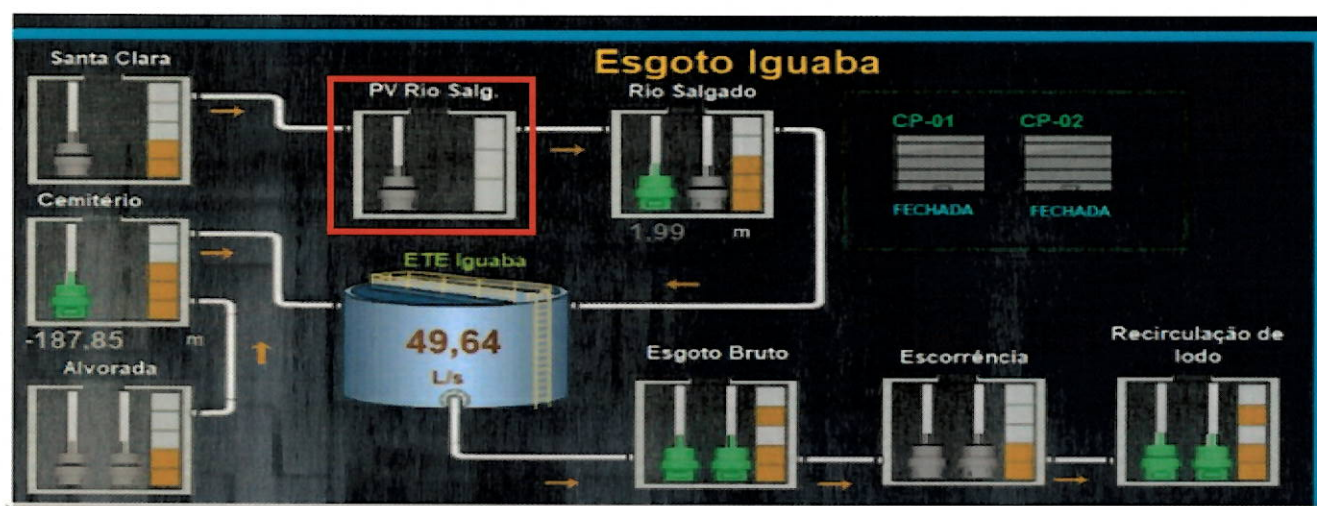 Esgoto Iguaba
Santa Clara
PV Rio Salg.
Rio Salgado
CP-01
CP-02
FECHADA
FECHADA
Cemitério
1,99 m
ETE Iguaba
-187,85 m
49,64
L/s
Alvorada
Esgoto Bruto
Escorrência
Recirculação de
lodo